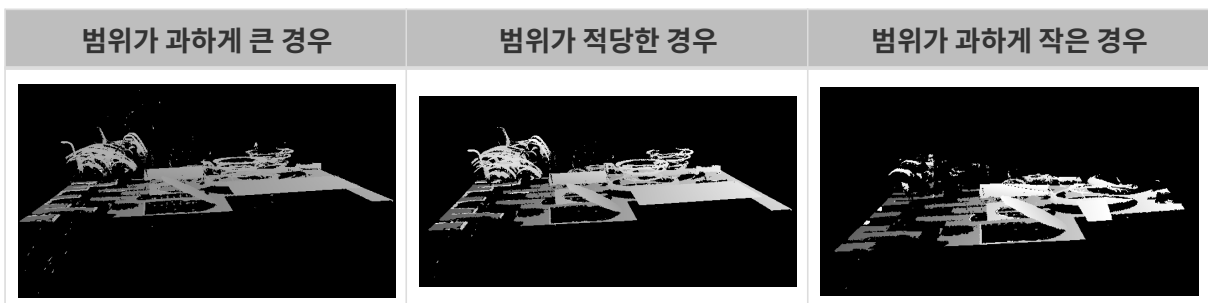 범위가 과하게 큰 경우
범위가 적당한 경우
범위가 과하게 작은 경우